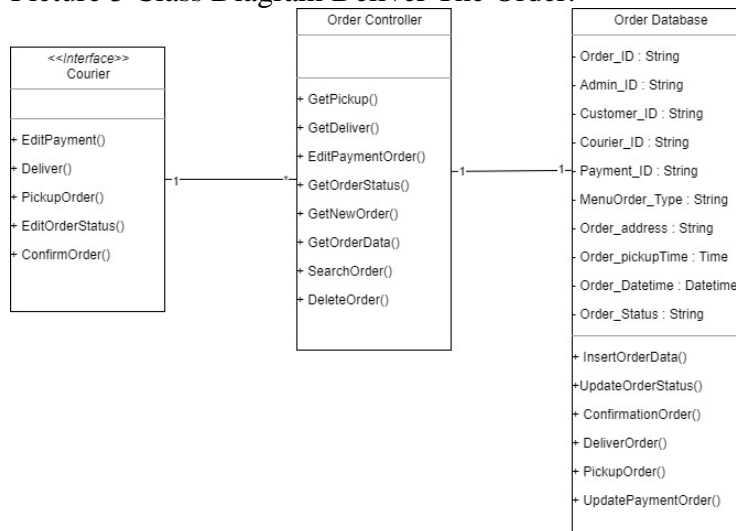 Picture 5 Class Diagram Deliver The Order.
<<Interface>>
Courier
+ EditPayment()
+ Deliver()
+ PickupOrder()
+ EditOrderStatus()
+ ConfirmOrder()
1
*
Order Controller
+ GetPickup()
+ GetDeliver()
+ EditPaymentOrder()
+ GetOrderStatus()
+ GetNewOrder()
+ GetOrderData()
+ SearchOrder()
+ DeleteOrder()
1
1
Order Database
- Order_ID : String
- Admin_ID : String
- Customer_ID : String
- Courier_ID : String
- Payment_ID : String
- MenuOrder_Type : String
- Order_address : String
- Order_pickupTime : Time
- Order_Datetime : Datetime
- Order_Status : String
+ InsertOrderData()
+UpdateOrderStatus()
+ ConfirmationOrder()
+ DeliverOrder()
+ PickupOrder()
+ UpdatePaymentOrder()